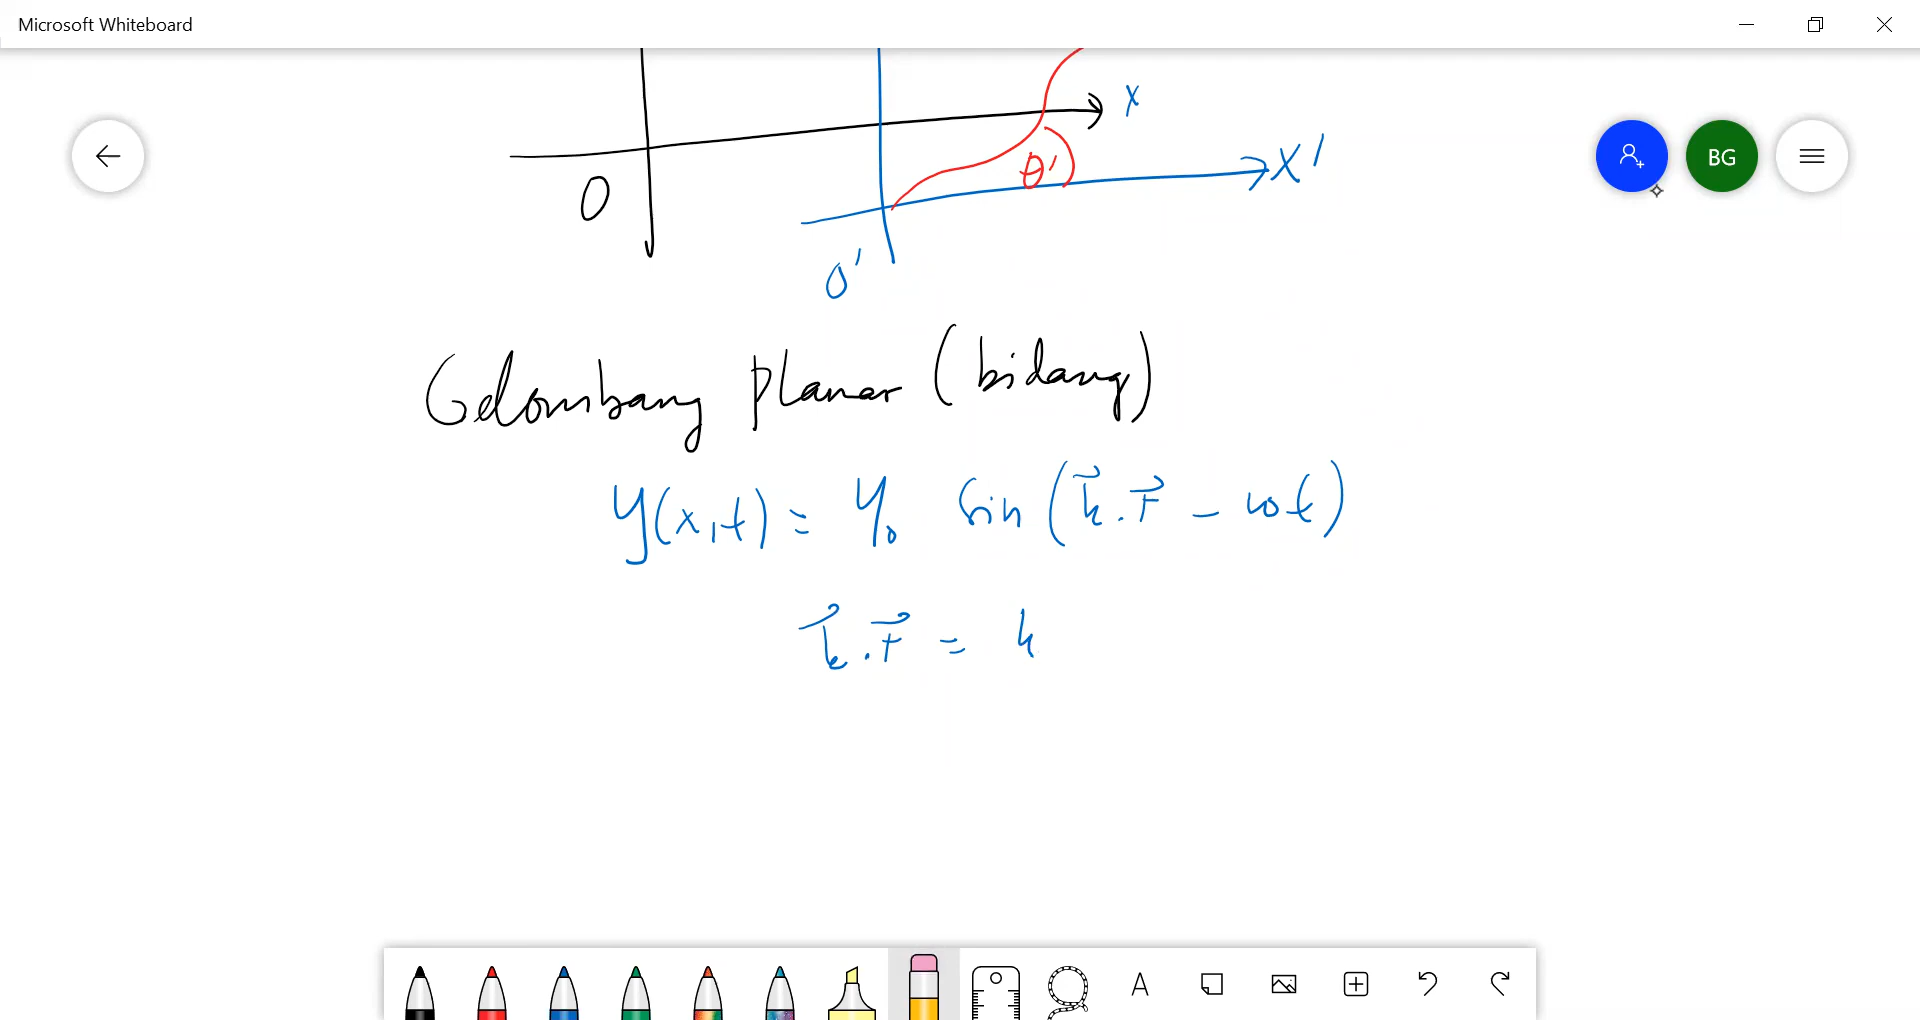 Microsoft Whiteboard
x
θ'
x'
BG
O
O'
Gelombang planar (bidang)
y(x,t) = y₀ sin (k⃗ . r⃗ - ωt)
k⃗ . r⃗ = k
A